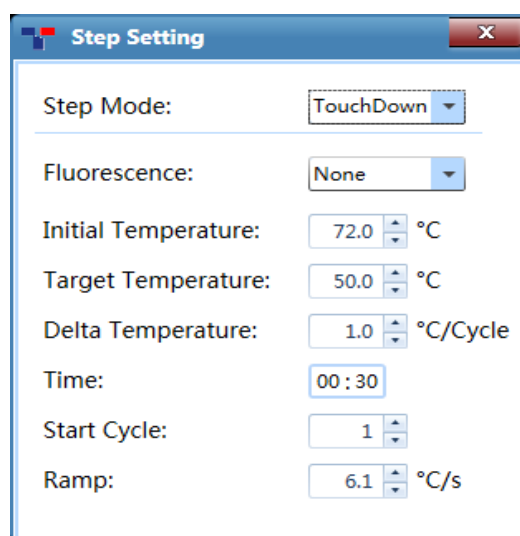 Step Setting
x
Step Mode: TouchDown
Fluorescence: None
Initial Temperature: 72.0 °C
Target Temperature: 50.0 °C
Delta Temperature: 1.0 °C/Cycle
Time: 00:30
Start Cycle: 1
Ramp: 6.1 °C/s